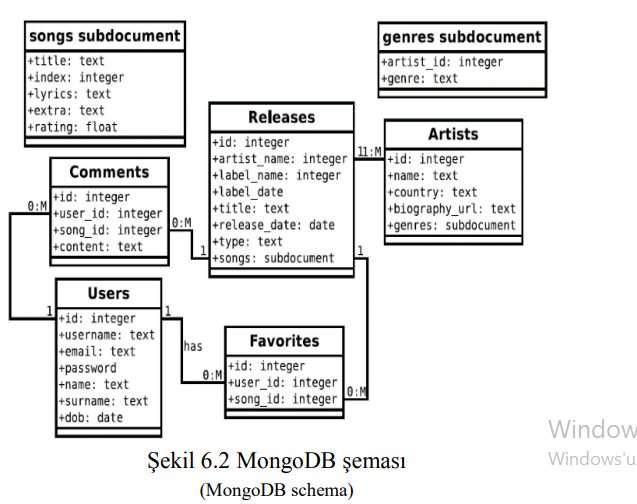 songs subdocument
+title: text
+index: integer
+lyrics: text
+extra: text
+rating: float
genres subdocument
+artist_id: integer
+genre: text
Releases
+id: integer
+artist_name: integer
+label_name: integer
+label_date
+title: text
+release_date: date
+type: text
+songs: subdocument
11:M
Artists
+id: integer
+name: text
+country: text
+biography_url: text
+genres: subdocument
Comments
+id: integer
+user_id: integer
+song_id: integer
+content: text
0:M
0:M
1
1
Users
+id: integer
+username: text
+email: text
+password
+name: text
+surname: text
+dob: date
1
1
has
0:M
Favorites
+id: integer
+user_id: integer
+song_id: integer
0:M
Şekil 6.2 MongoDB şeması
(MongoDB schema)
Window
Windows'u